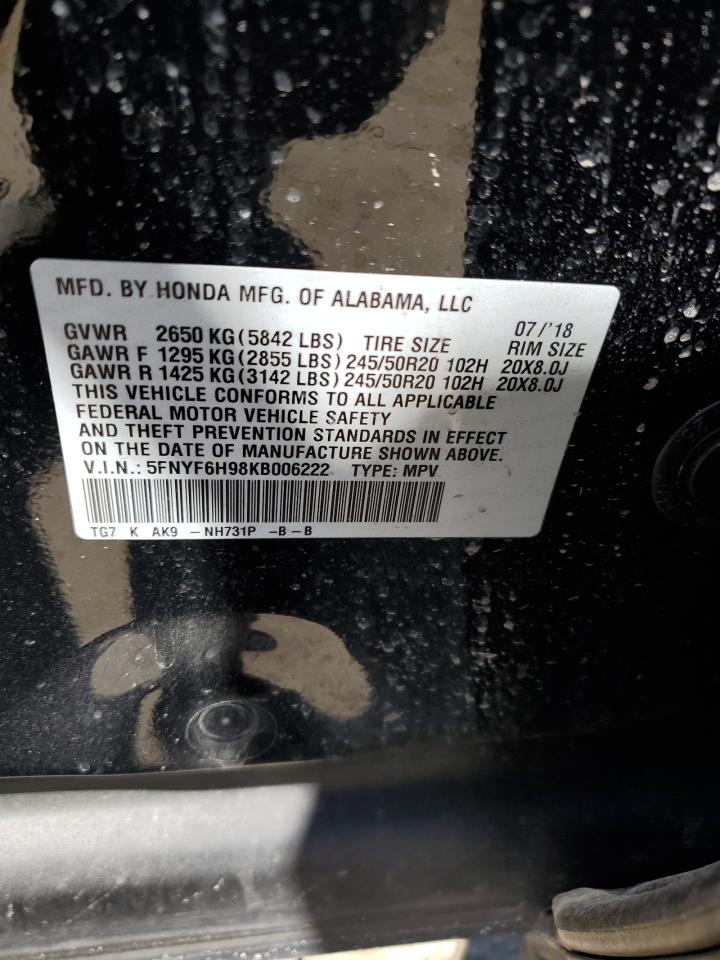 MFD. BY HONDA MFG. OF ALABAMA, LLC
07/'18
GVWR 2650 KG(5842 LBS) TIRE SIZE RIM SIZE
GAWR F 1295 KG(2855 LBS) 245/50R20 102H 20X8.0J
GAWR R 1425 KG(3142 LBS) 245/50R20 102H 20X8.0J
THIS VEHICLE CONFORMS TO ALL APPLICABLE
FEDERAL MOTOR VEHICLE SAFETY
AND THEFT PREVENTION STANDARDS IN EFFECT
ON THE DATE OF MANUFACTURE SHOWN ABOVE.
V.I.N.: 5FNYF6H98KB006222 TYPE: MPV
TG7 K AK9 -NH731P -B-B